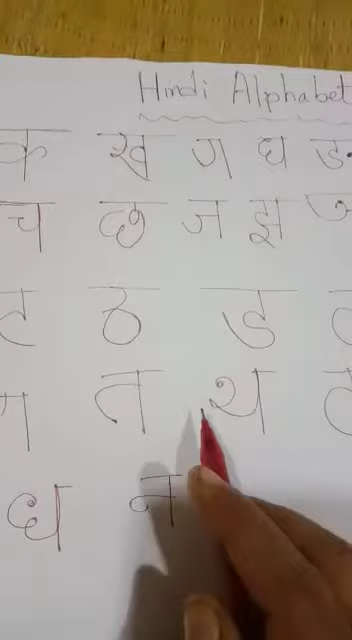 Hindi Alphabet
क ख ग घ ङ
च छ ज झ
ट ठ ड
त थ
ध न